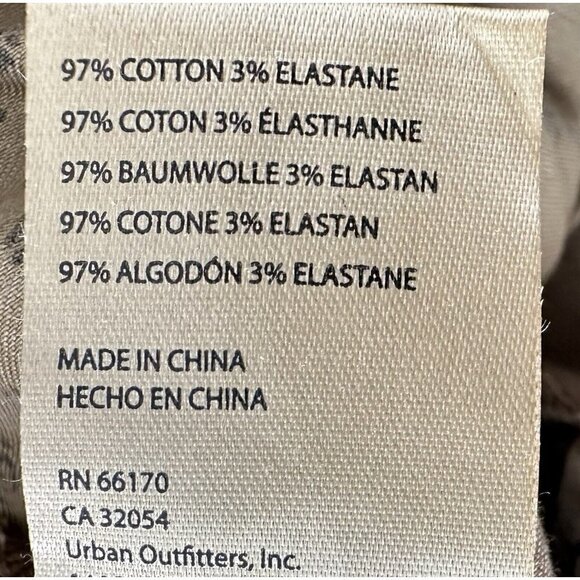 97% COTTON 3% ELASTANE
97% COTON 3% ÉLASTHANNE
97% BAUMWOLLE 3% ELASTAN
97% COTONE 3% ELASTAN
97% ALGODÓN 3% ELASTANE
MADE IN CHINA
HECHO EN CHINA
RN 66170
CA 32054
Urban Outfitters, Inc.